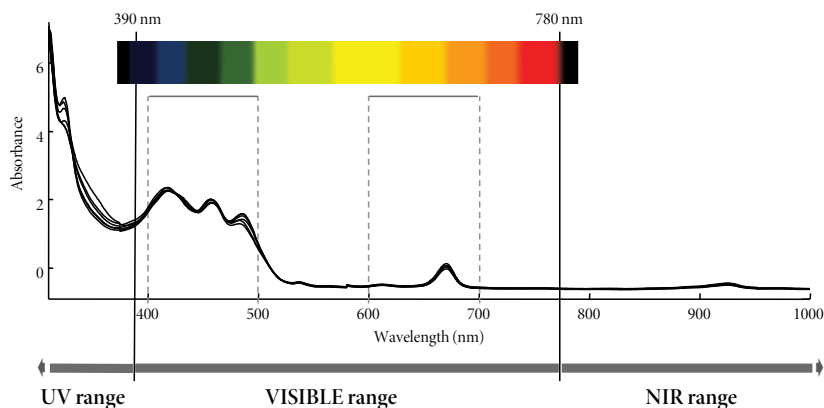 390 nm 780 nm
6
4
2
0
Absorbance
400 500 600 700 800 900 1000
Wavelength (nm)
UV range VISIBLE range NIR range